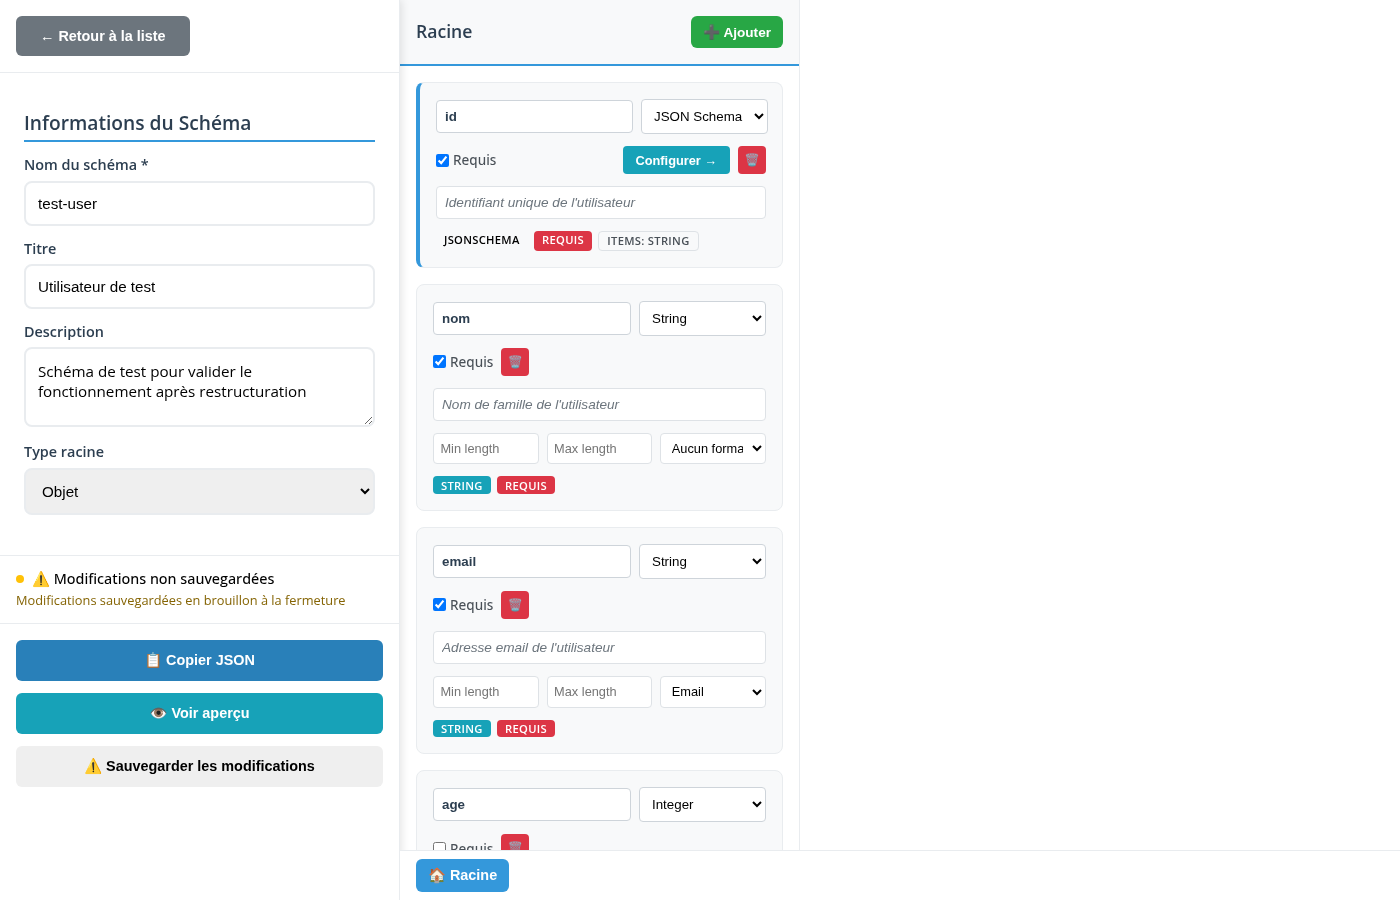 ← Retour à la liste
Informations du Schéma
Nom du schéma *
test-user
Titre
Utilisateur de test
Description
Schéma de test pour valider le
fonctionnement après restructuration
Type racine
Objet
⚠️ Modifications non sauvegardées
Modifications sauvegardées en brouillon à la fermeture
📋 Copier JSON
👁️ Voir aperçu
⚠️ Sauvegarder les modifications
Racine
➕ Ajouter
id
JSON Schema
Requis
Configurer →
Identifiant unique de l'utilisateur
JSONSCHEMA REQUIS ITEMS: STRING
nom
String
Requis
Nom de famille de l'utilisateur
Min length
Max length
Aucun forma
STRING REQUIS
email
String
Requis
Adresse email de l'utilisateur
Min length
Max length
Email
STRING REQUIS
age
Integer
Requis
🏠 Racine